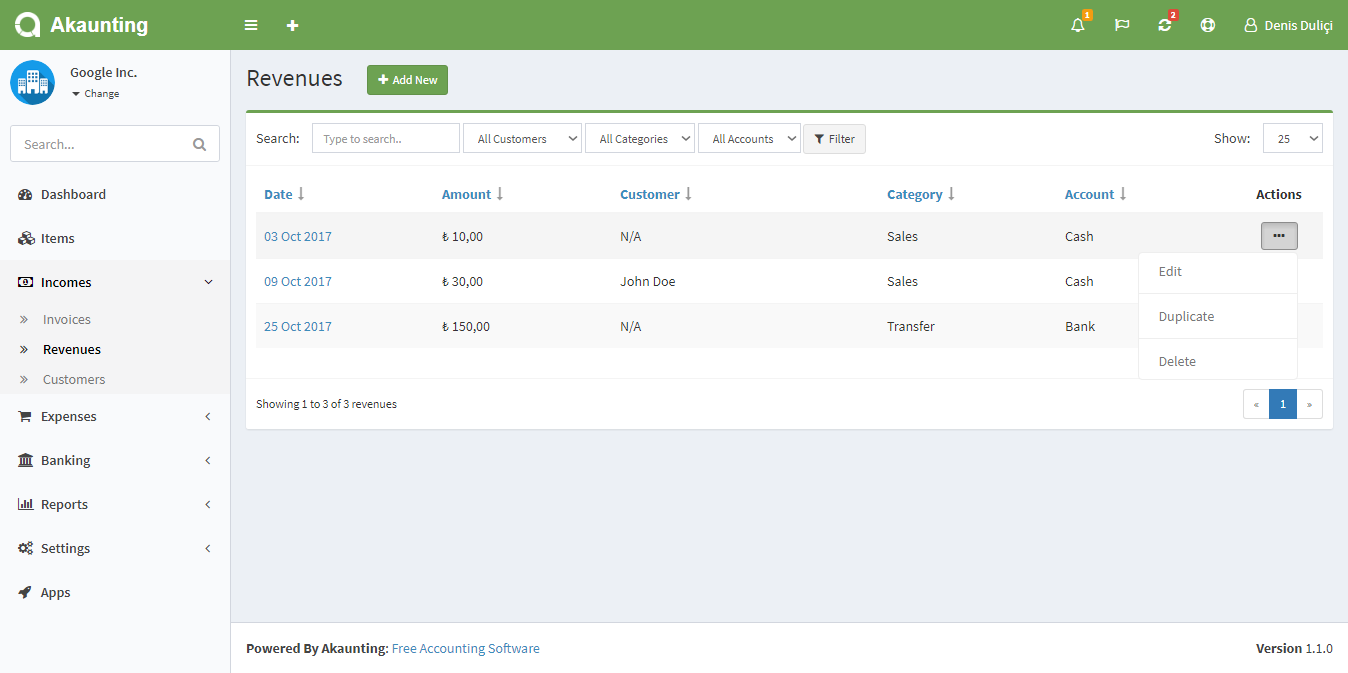 Akaunting
1
2
Denis Duliçi
Google Inc.
Change
Search...
Dashboard
Items
Incomes
Invoices
Revenues
Customers
Expenses
Banking
Reports
Settings
Apps
Revenues
Add New
Search: Type to search.. All Customers All Categories All Accounts Filter Show: 25
Date Amount Customer Category Account Actions
03 Oct 2017 ₺ 10,00 N/A Sales Cash
09 Oct 2017 ₺ 30,00 John Doe Sales Cash
25 Oct 2017 ₺ 150,00 N/A Transfer Bank
Edit
Duplicate
Delete
Showing 1 to 3 of 3 revenues
« 1 »
Powered By Akaunting: Free Accounting Software
Version 1.1.0